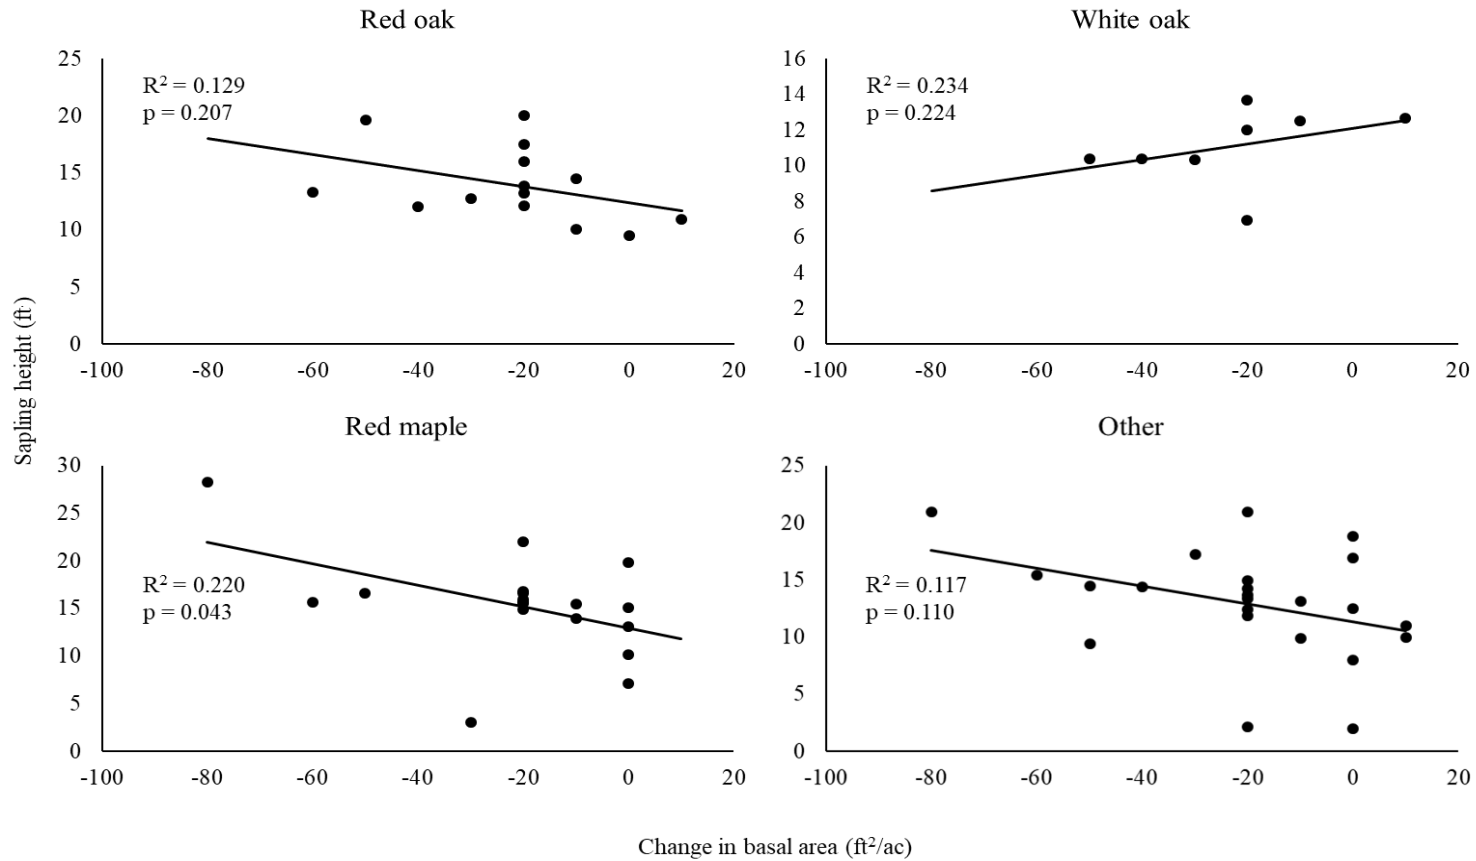 Red oak
25
20
15
10
5
0
R² = 0.129
p = 0.207
-100 -80 -60 -40 -20 0 20
White oak
16
14
12
10
8
6
4
2
0
R² = 0.234
p = 0.224
-100 -80 -60 -40 -20 0 20
Sapling height (ft)
Red maple
30
25
20
15
10
5
0
R² = 0.220
p = 0.043
-100 -80 -60 -40 -20 0 20
Other
25
20
15
10
5
0
R² = 0.117
p = 0.110
-100 -80 -60 -40 -20 0 20
Change in basal area (ft²/ac)